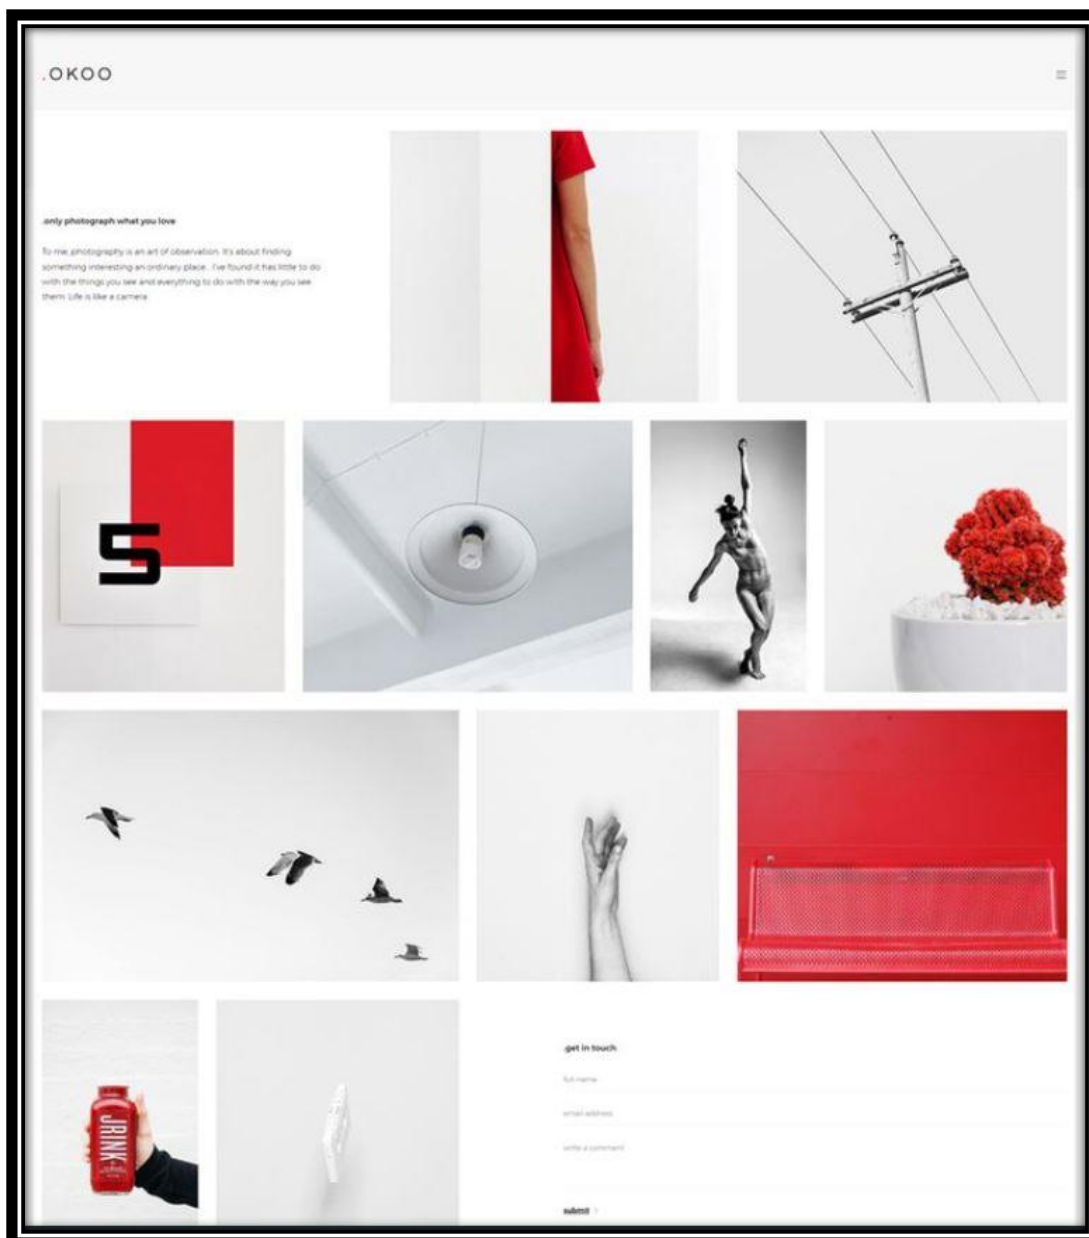 .OKOO
.only photograph what you love
To me, photography is an art of observation. It's about finding
something interesting an ordinary place... I've found it has little to do
with the things you see and everything to do with the way you see
them. Life is like a camera
5
JRINK
.get in touch
full name
email address
write a comment
submit >